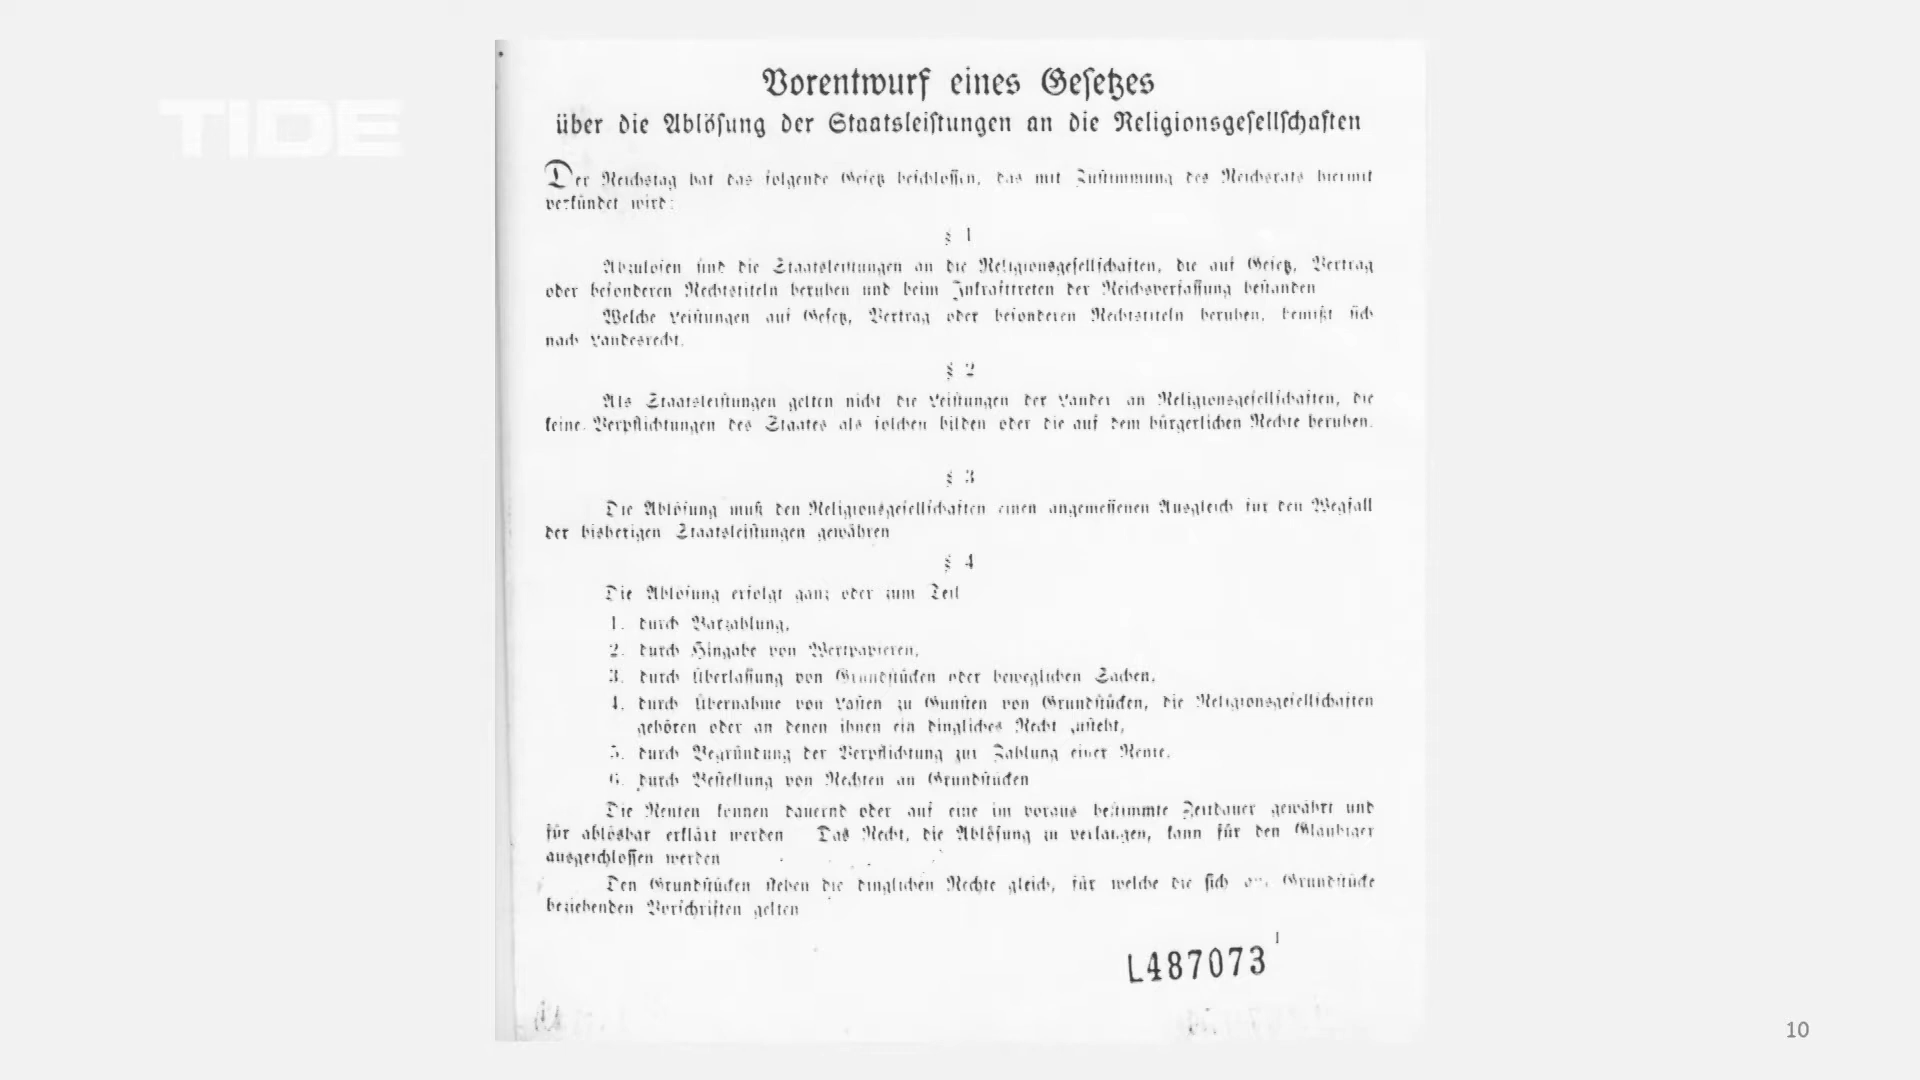 TIDE
Vorentwurf eines Gesetzes
über die Ablösung der Staatsleistungen an die Religionsgesellschaften
Der Reichstag hat das folgende Gesetz beschlossen, das mit Zustimmung des Reichsrats hiermit
verkündet wird:
§ 1
Abzulösen sind die Staatsleistungen an die Religionsgesellschaften, die auf Gesetz, Vertrag
oder besonderen Rechtstiteln beruhen und beim Inkrafttreten der Reichsverfassung bestanden
Welche Leistungen auf Gesetz, Vertrag oder besonderen Rechtstiteln beruhen, bemißt sich
nach Landesrecht.
§ 2
Als Staatsleistungen gelten nicht die Leistungen der Länder an Religionsgesellschaften, die
keine Verpflichtungen des Staates als solchen bilden oder die auf dem bürgerlichen Rechte beruhen.
§ 3
Die Ablösung muß den Religionsgesellschaften einen angemessenen Ausgleich für den Wegfall
der bisherigen Staatsleistungen gewähren
§ 4
Die Ablösung erfolgt ganz oder zum Teil
1. durch Barzahlung,
2. durch Hingabe von Wertpapieren,
3. durch Überlassung von Grundstücken oder beweglichen Sachen,
4. durch Übernahme von Lasten zu Gunsten von Grundstücken, die Religionsgesellschaften
gehören oder an denen ihnen ein dingliches Recht zusteht,
5. durch Begründung der Verpflichtung zur Zahlung einer Rente,
6. durch Bestellung von Rechten an Grundstücken
Die Renten können dauernd oder auf eine im voraus bestimmte Zeitdauer gewährt und
für ablösbar erklärt werden Das Recht, die Ablösung zu verlangen, kann für den Gläubiger
ausgeschlossen werden
Den Grundstücken stehen die dinglichen Rechte gleich, für welche die sich auf Grundstücke
beziehenden Vorschriften gelten
1
L487073
10